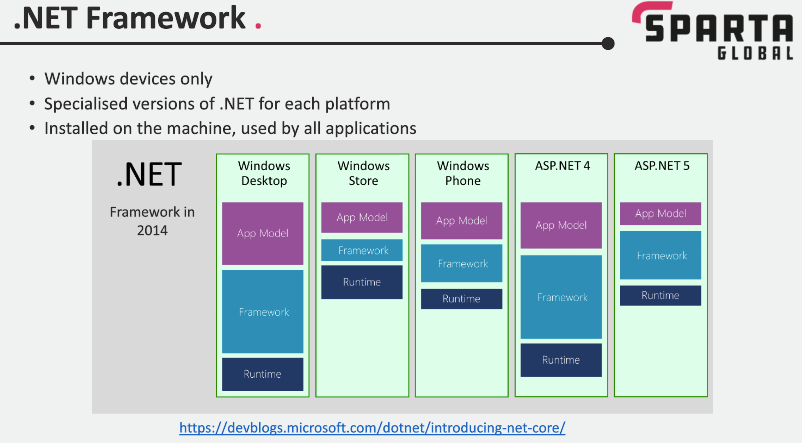 .NET Framework .
SPARTA
GLOBAL
• Windows devices only
• Specialised versions of .NET for each platform
• Installed on the machine, used by all applications
.NET
Framework in
2014
Windows
Desktop
App Model
Framework
Runtime
Windows
Store
App Model
Framework
Runtime
Windows
Phone
App Model
Framework
Runtime
ASP.NET 4
App Model
Framework
Runtime
ASP.NET 5
App Model
Framework
Runtime
https://devblogs.microsoft.com/dotnet/introducing-net-core/